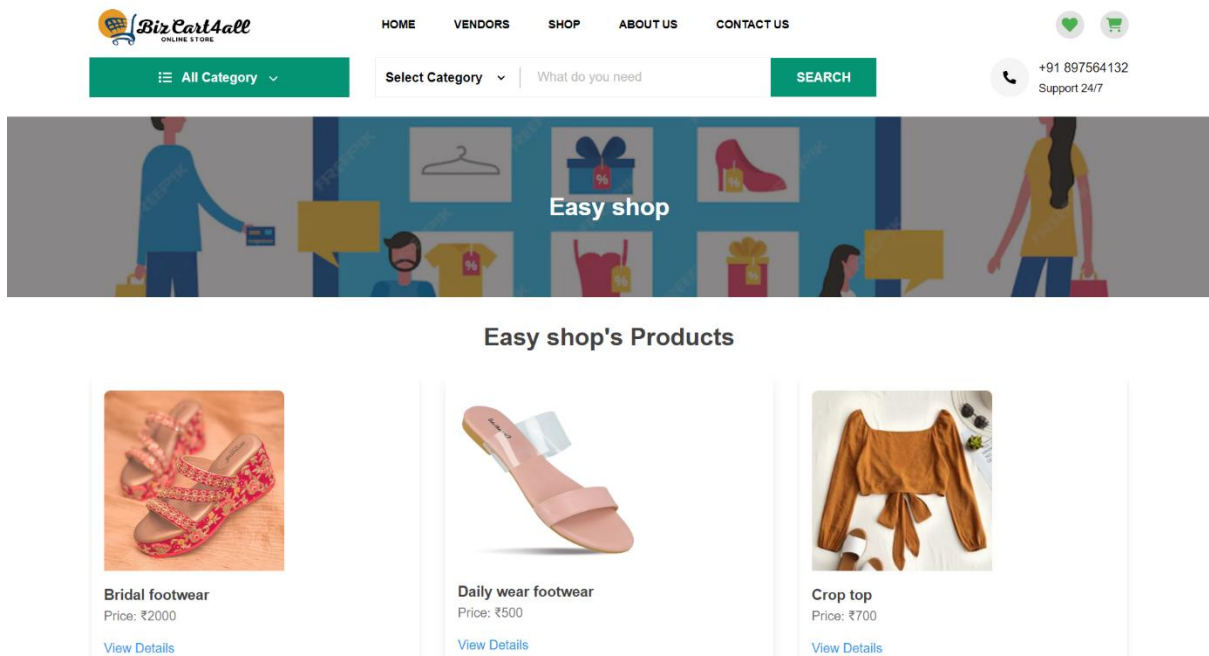 Biz Cart4all
ONLINE STORE
HOME VENDORS SHOP ABOUT US CONTACT US
All Category
Select Category What do you need SEARCH
+91 897564132
Support 24/7
FREEPIK
% %
Easy shop
%
Easy shop's Products
Bridal footwear
Price: ₹2000
View Details
Daily wear footwear
Price: ₹500
View Details
Crop top
Price: ₹700
View Details